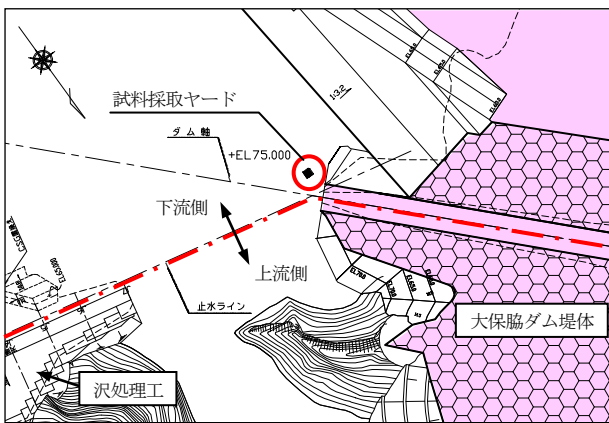 試料採取ヤード
ダム軸
+EL75.000
1:3.2
下流側
上流側
止水ライン
大保脇ダム堤体
沢処理工